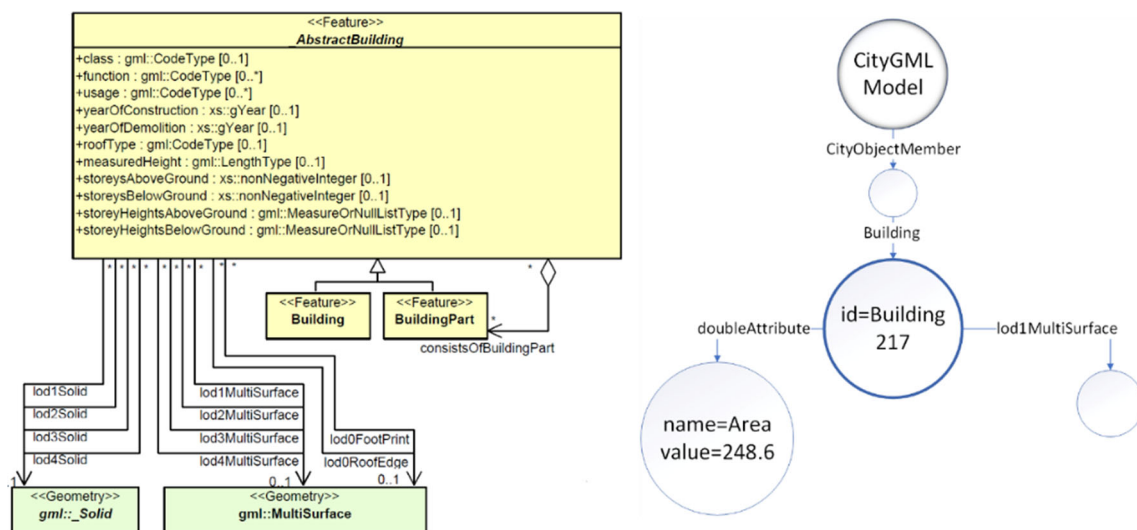 <<Feature>>
_AbstractBuilding
+class : gml::CodeType [0..1]
+function : gml::CodeType [0..*]
+usage : gml::CodeType [0..*]
+yearOfConstruction : xs::gYear [0..1]
+yearOfDemolition : xs::gYear [0..1]
+roofType : gml:CodeType [0..1]
+measuredHeight : gml::LengthType [0..1]
+storeysAboveGround : xs::nonNegativeInteger [0..1]
+storeysBelowGround : xs::nonNegativeInteger [0..1]
+storeyHeightsAboveGround : gml::MeasureOrNullListType [0..1]
+storeyHeightsBelowGround : gml::MeasureOrNullListType [0..1]
* * * * * * * * * *
*
<<Feature>>
Building
<<Feature>>
BuildingPart
*
consistsOfBuildingPart
lod1Solid
lod2Solid
lod3Solid
lod4Solid
lod1MultiSurface
lod2MultiSurface
lod3MultiSurface
lod4MultiSurface
lod0FootPrint
lod0RoofEdge
.1
0..1
0..1
<<Geometry>>
gml::_Solid
<<Geometry>>
gml::MultiSurface
CityGML
Model
CityObjectMember
Building
id=Building
217
doubleAttribute
lod1MultiSurface
name=Area
value=248.6